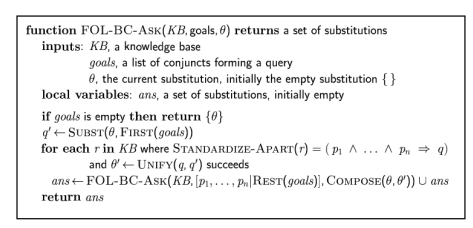 function FOL-BC-ASK(KB, goals, θ) returns a set of substitutions
inputs: KB, a knowledge base
goals, a list of conjuncts forming a query
θ, the current substitution, initially the empty substitution { }
local variables: ans, a set of substitutions, initially empty
if goals is empty then return {θ}
q′ ← SUBST(θ, FIRST(goals))
for each r in KB where STANDARDIZE-APART(r) = ( p₁ ∧ ... ∧ pₙ ⇒ q)
and θ′ ← UNIFY(q, q′) succeeds
ans ← FOL-BC-ASK(KB, [p₁, ..., pₙ|REST(goals)], COMPOSE(θ, θ′)) ∪ ans
return ans